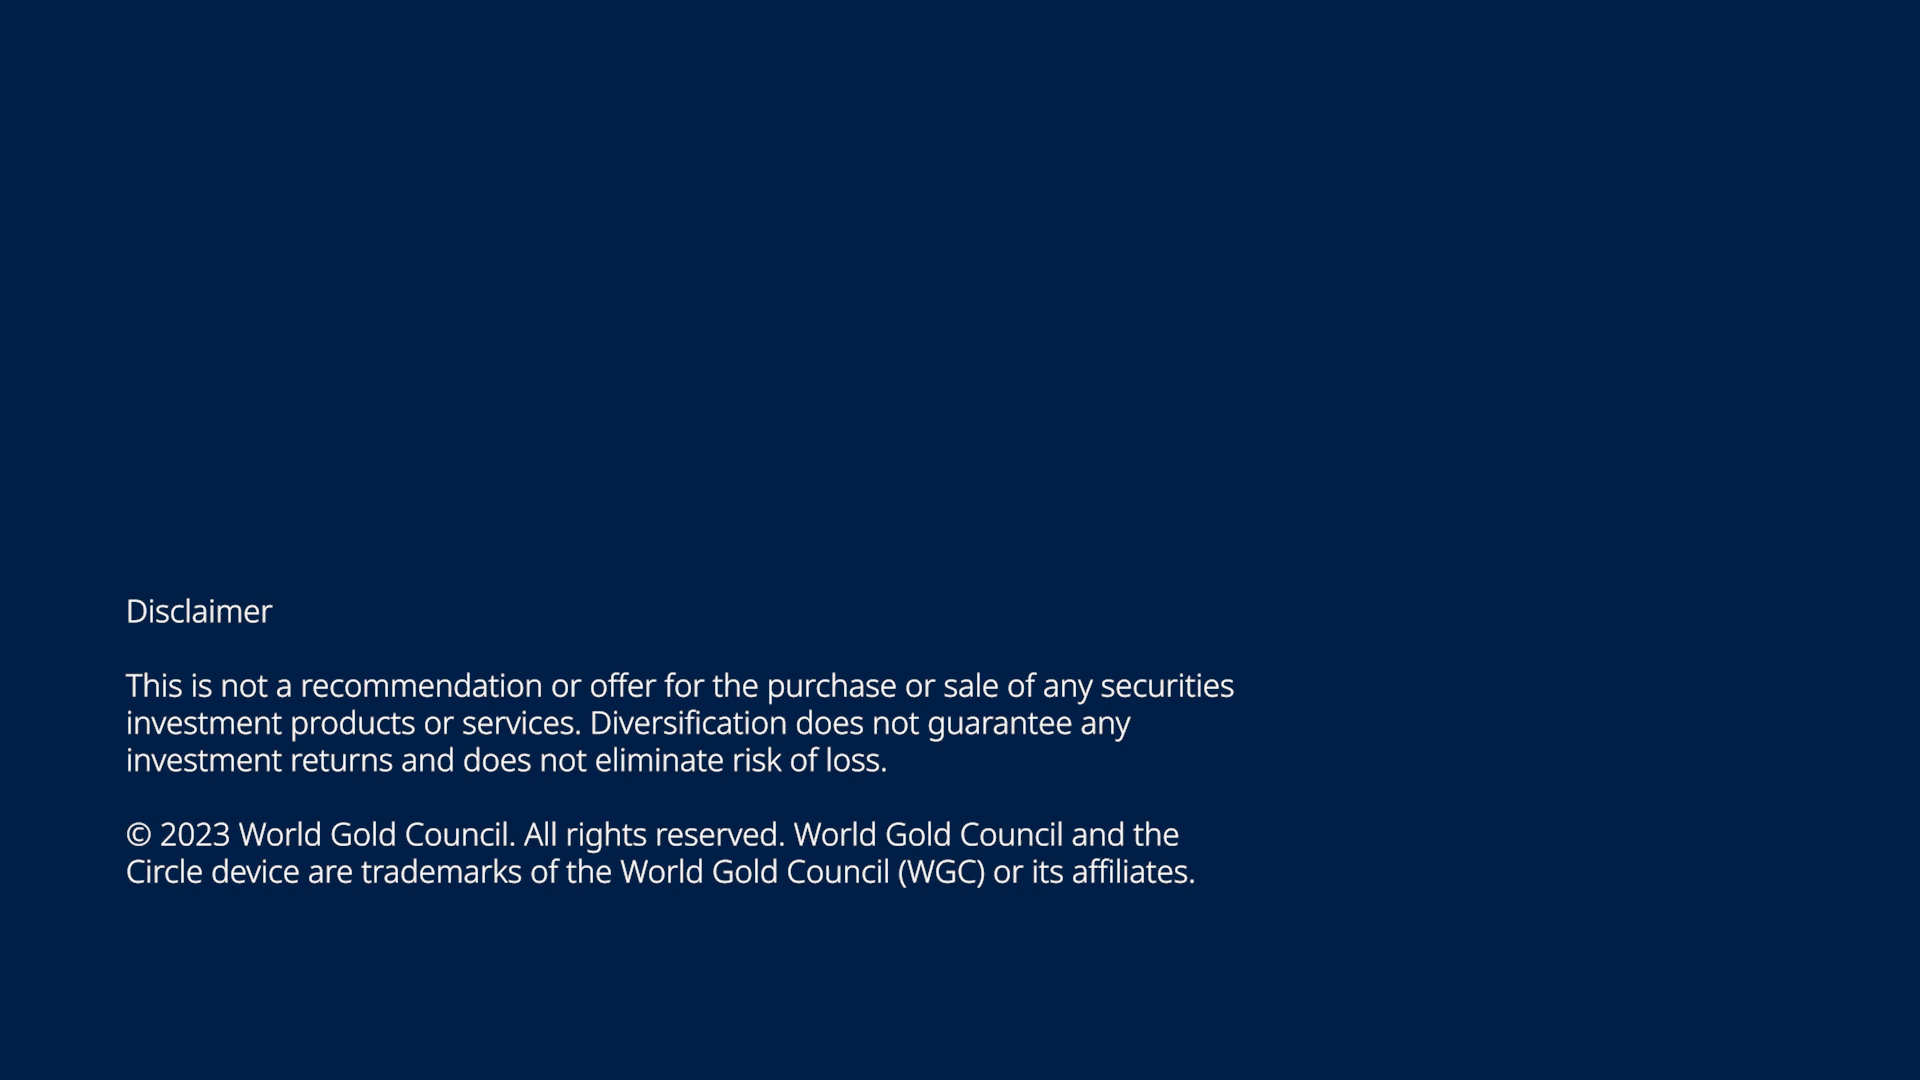 Disclaimer
This is not a recommendation or offer for the purchase or sale of any securities
investment products or services. Diversification does not guarantee any
investment returns and does not eliminate risk of loss.
© 2023 World Gold Council. All rights reserved. World Gold Council and the
Circle device are trademarks of the World Gold Council (WGC) or its affiliates.